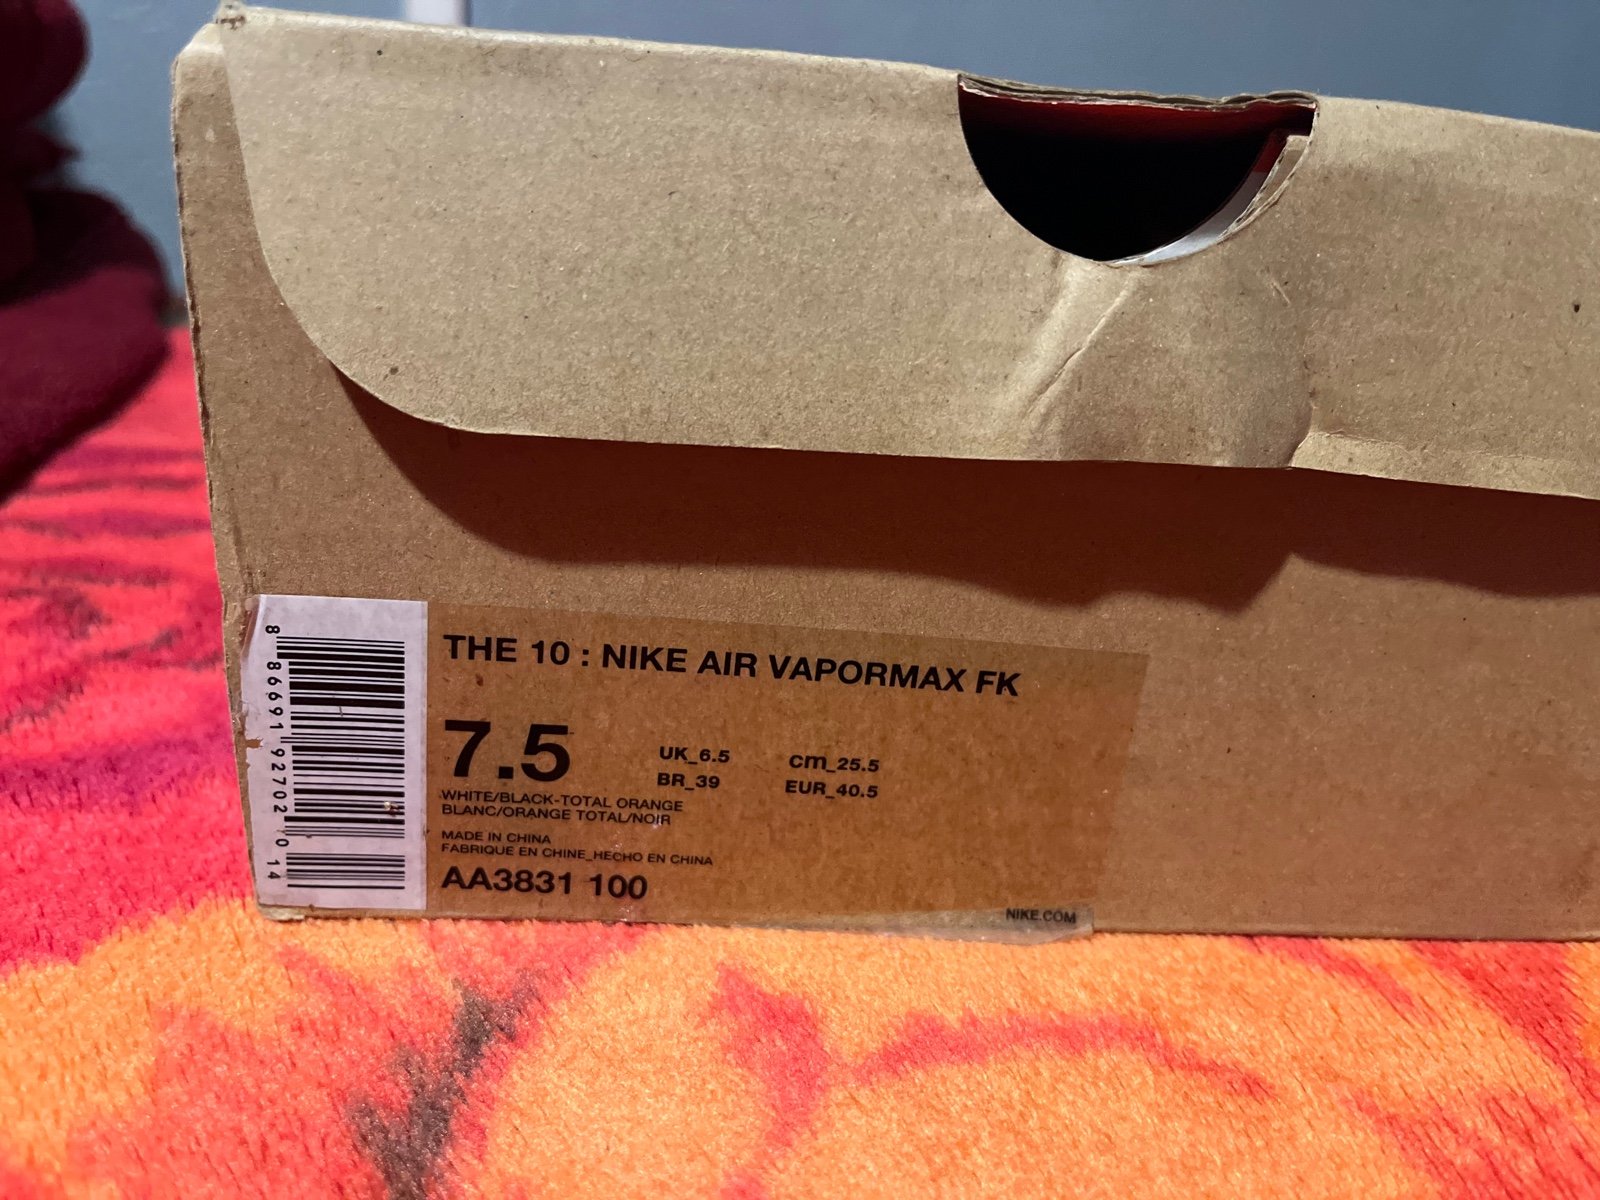 THE 10 : NIKE AIR VAPORMAX FK
7.5
UK_6.5 cm_25.5
BR_39 EUR_40.5
WHITE/BLACK-TOTAL ORANGE
BLANC/ORANGE TOTAL/NOIR
MADE IN CHINA
FABRIQUE EN CHINE_HECHO EN CHINA
AA3831 100
NIKE.COM
8 86691 92702 0 14